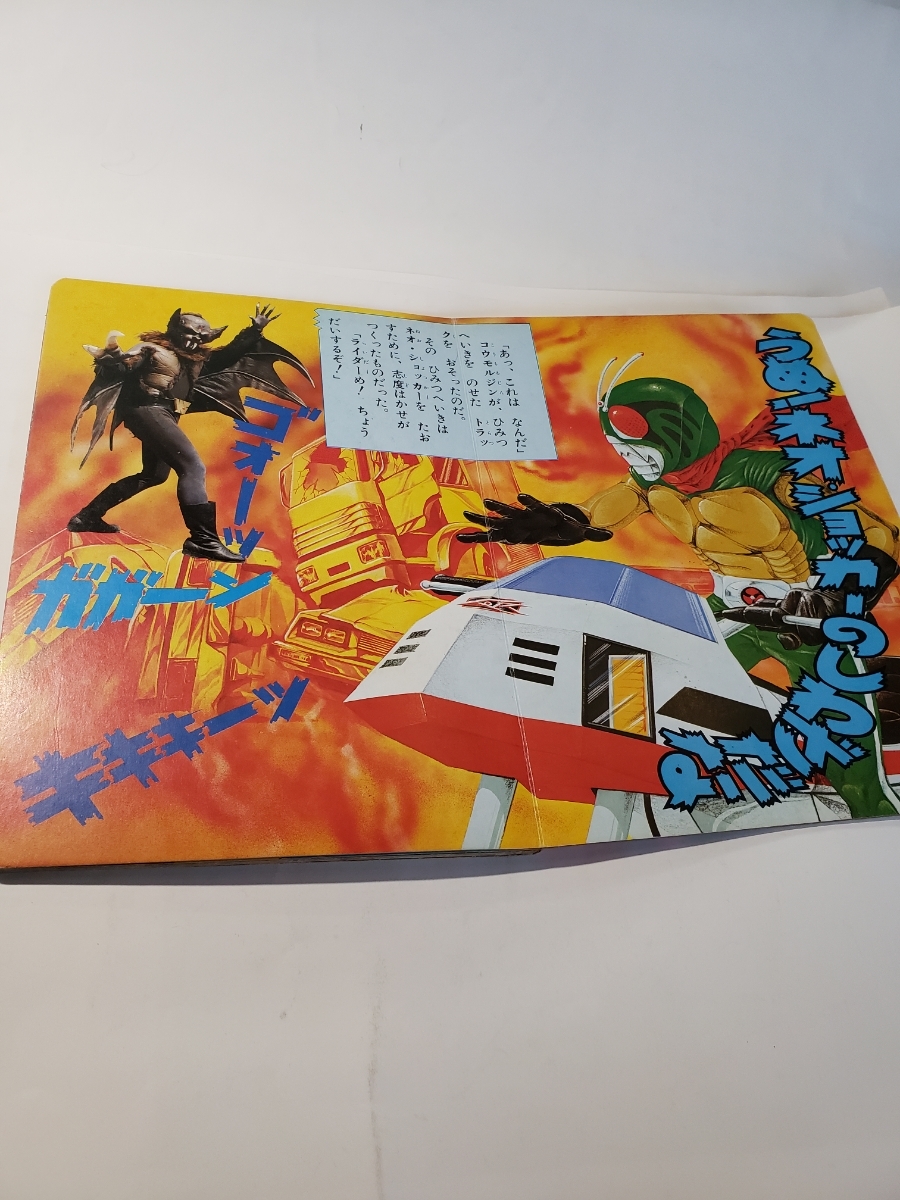 うぬ!ネオ・ショッカーのしわざ
だな
「あっ、これは なんだ」
コウモルジンが、ひみつ
へいきを のせた トラッ
クを おそったのだ。
その ひみつへいきは
ネオ・ショッカーを たお
すために、志度はかせが
つくったものだった。
「ライダーめ! ちょう
だいするぞ!」
ゴォーッン
ガガーン
ギキキーッ